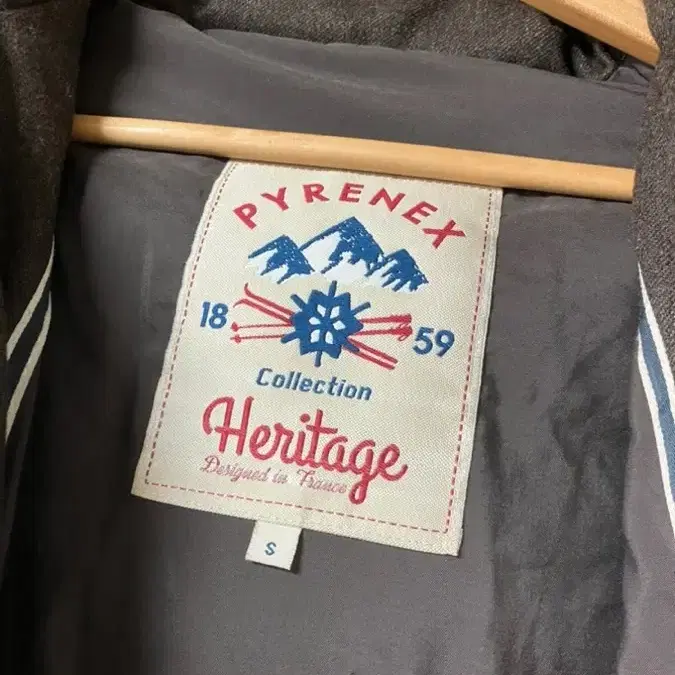 PYRENEX
18 59
Collection
Heritage
Designed in France
S